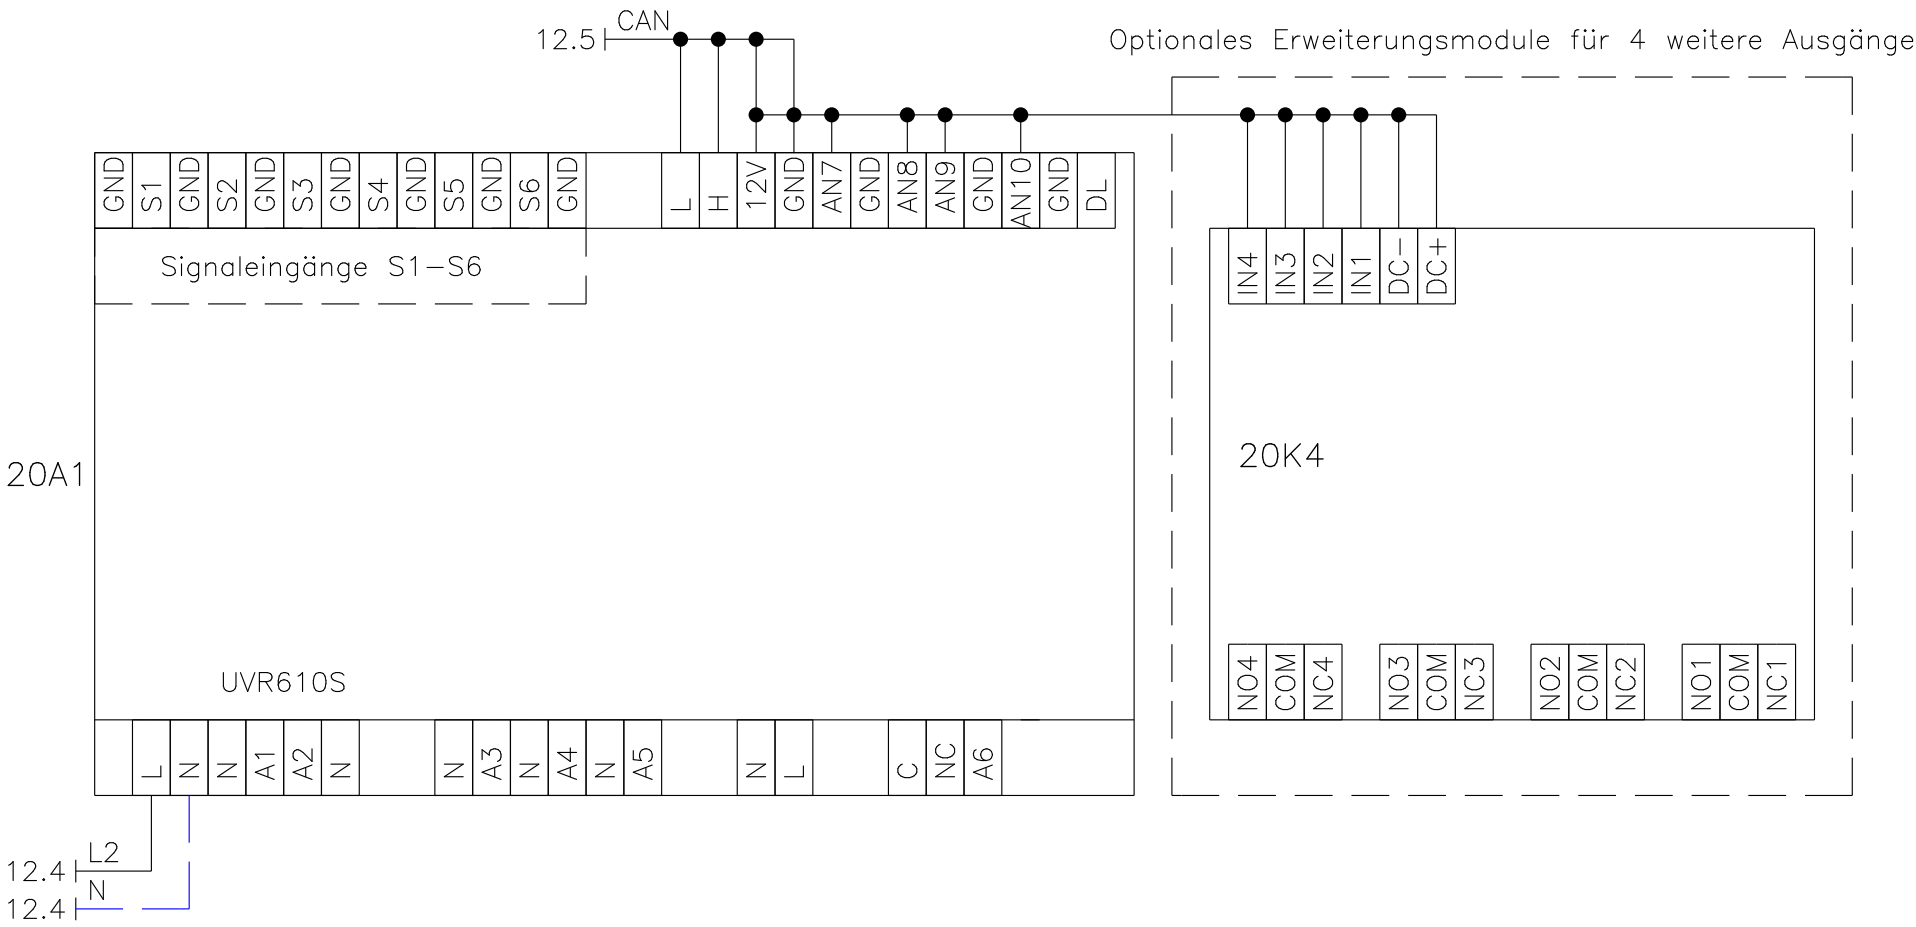 CAN
12.5
Optionales Erweiterungsmodule für 4 weitere Ausgänge
GND S1 GND S2 GND S3 GND S4 GND S5 GND S6 GND
L H 12V GND AN7 GND AN8 AN9 GND AN10 GND DL
Signaleingänge S1-S6
IN4 IN3 IN2 IN1 DC- DC+
20A1
20K4
UVR610S
NO4 COM NC4 NO3 COM NC3 NO2 COM NC2 NO1 COM NC1
L N N A1 A2 N N A3 N A4 N A5 N L C NC A6
L2
12.4
N
12.4